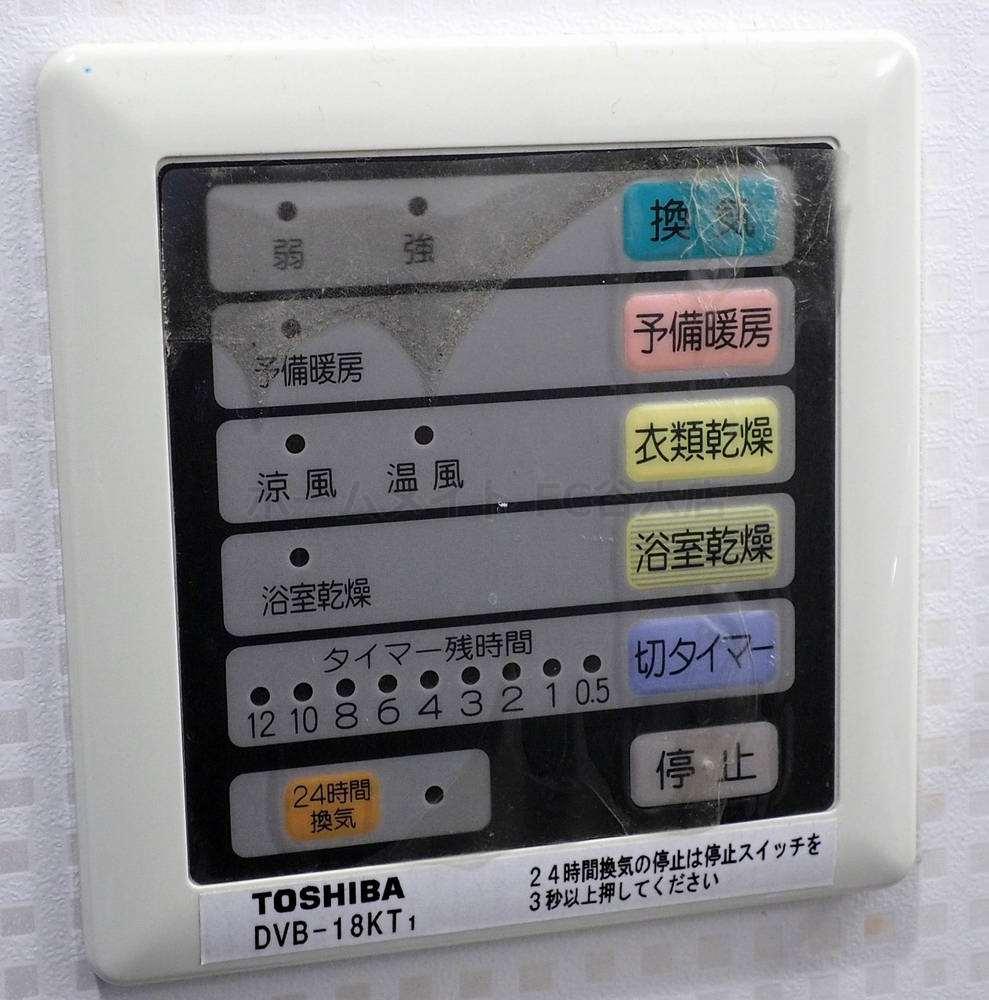 弱 強 換気
予備暖房 予備暖房
涼風 温風 衣類乾燥
浴室乾燥 浴室乾燥
タイマー残時間
切タイマー
12 10 8 6 4 3 2 1 0.5
24時間
換気
停止
TOSHIBA
DVB-18KT1
24時間換気の停止は停止スイッチを
3秒以上押してください